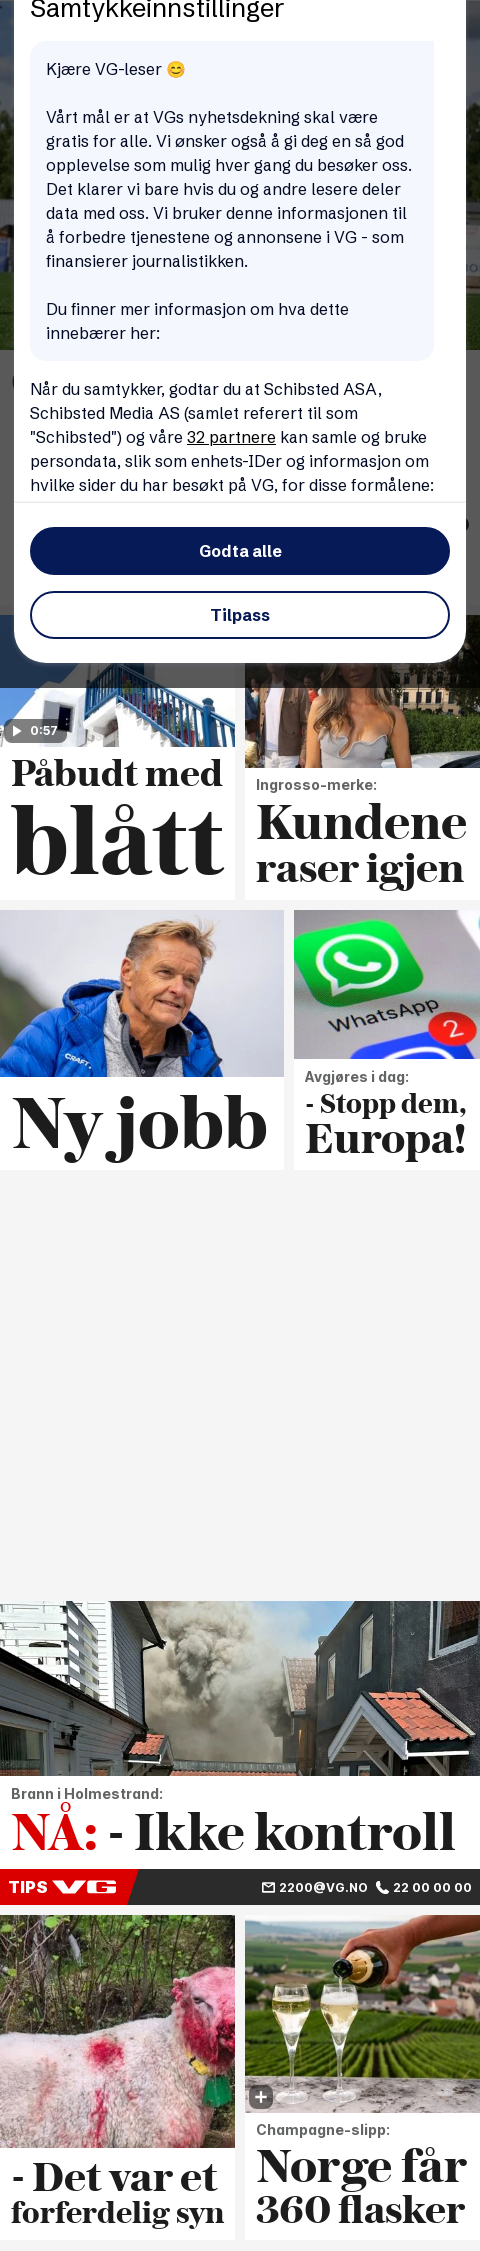 Samtykkeinnstillinger
Kjære VG-leser 😊
Vårt mål er at VGs nyhetsdekning skal være
gratis for alle. Vi ønsker også å gi deg en så god
opplevelse som mulig hver gang du besøker oss.
Det klarer vi bare hvis du og andre lesere deler
data med oss. Vi bruker denne informasjonen til
å forbedre tjenestene og annonsene i VG - som
finansierer journalistikken.
Du finner mer informasjon om hva dette
innebærer her:
Når du samtykker, godtar du at Schibsted ASA,
Schibsted Media AS (samlet referert til som
"Schibsted") og våre 32 partnere kan samle og bruke
persondata, slik som enhets-IDer og informasjon om
hvilke sider du har besøkt på VG, for disse formålene:
Godta alle
Tilpass
0:57
Påbudt med
blått
Ingrosso-merke:
Kundene
raser igjen
CRAFT
Ny jobb
WhatsApp
2
Avgjøres i dag:
- Stopp dem,
Europa!
Brann i Holmestrand:
NÅ: - Ikke kontroll
TIPS VG
2200@VG.NO 22 00 00 00
- Det var et
forferdelig syn
Champagne-slipp:
Norge får
360 flasker